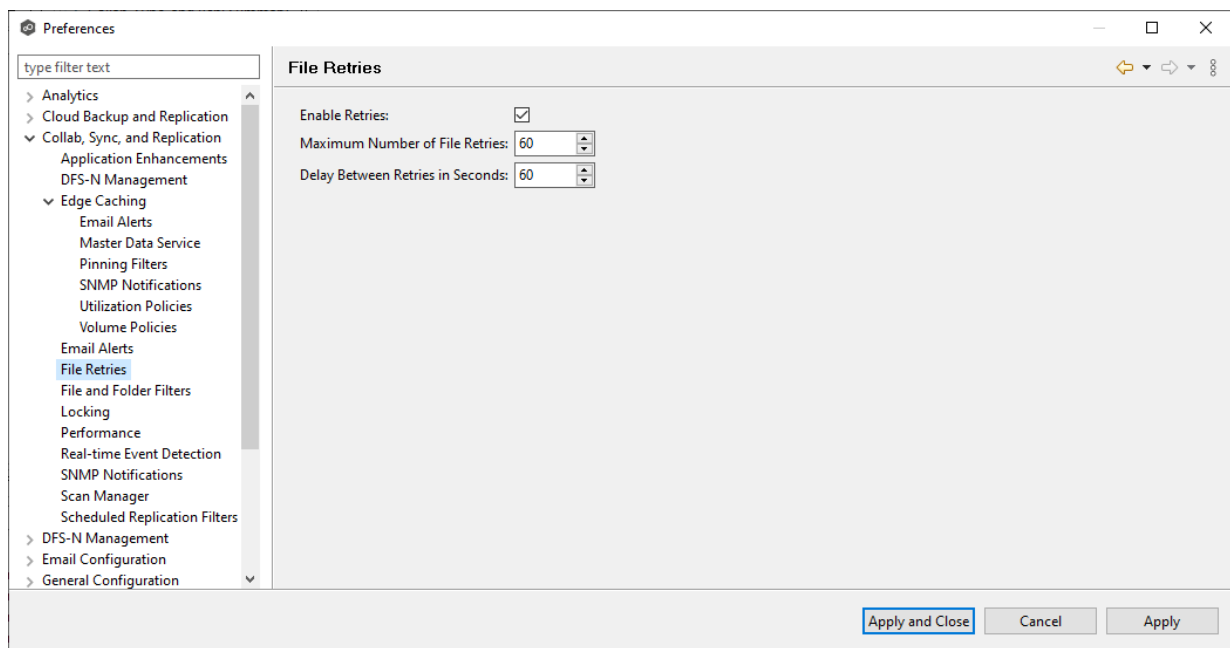 Preferences
type filter text
Analytics
Cloud Backup and Replication
Collab, Sync, and Replication
Application Enhancements
DFS-N Management
Edge Caching
Email Alerts
Master Data Service
Pinning Filters
SNMP Notifications
Utilization Policies
Volume Policies
Email Alerts
File Retries
File and Folder Filters
Locking
Performance
Real-time Event Detection
SNMP Notifications
Scan Manager
Scheduled Replication Filters
DFS-N Management
Email Configuration
General Configuration
File Retries
Enable Retries:
Maximum Number of File Retries: 60
Delay Between Retries in Seconds: 60
Apply and Close Cancel Apply